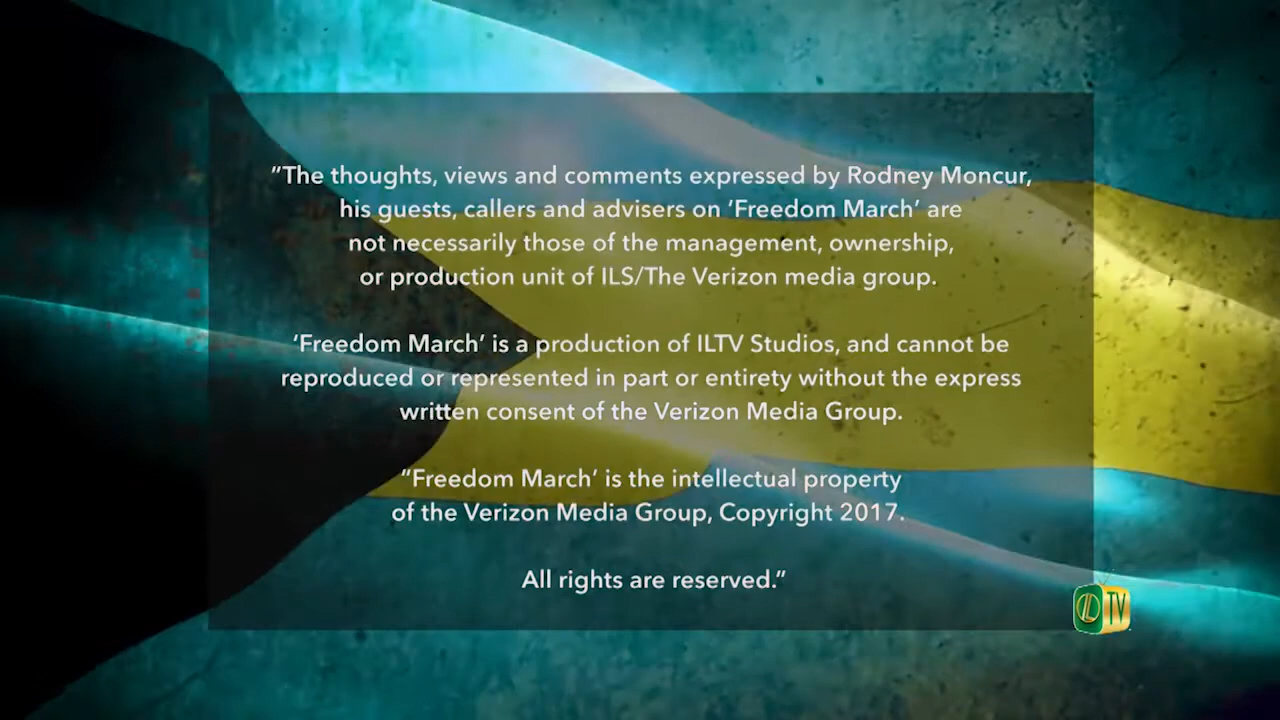 “The thoughts, views and comments expressed by Rodney Moncur,
his guests, callers and advisers on ‘Freedom March’ are
not necessarily those of the management, ownership,
or production unit of ILS/The Verizon media group.
‘Freedom March’ is a production of ILTV Studios, and cannot be
reproduced or represented in part or entirety without the express
written consent of the Verizon Media Group.
“Freedom March’ is the intellectual property
of the Verizon Media Group, Copyright 2017.
All rights are reserved.”
IL TV